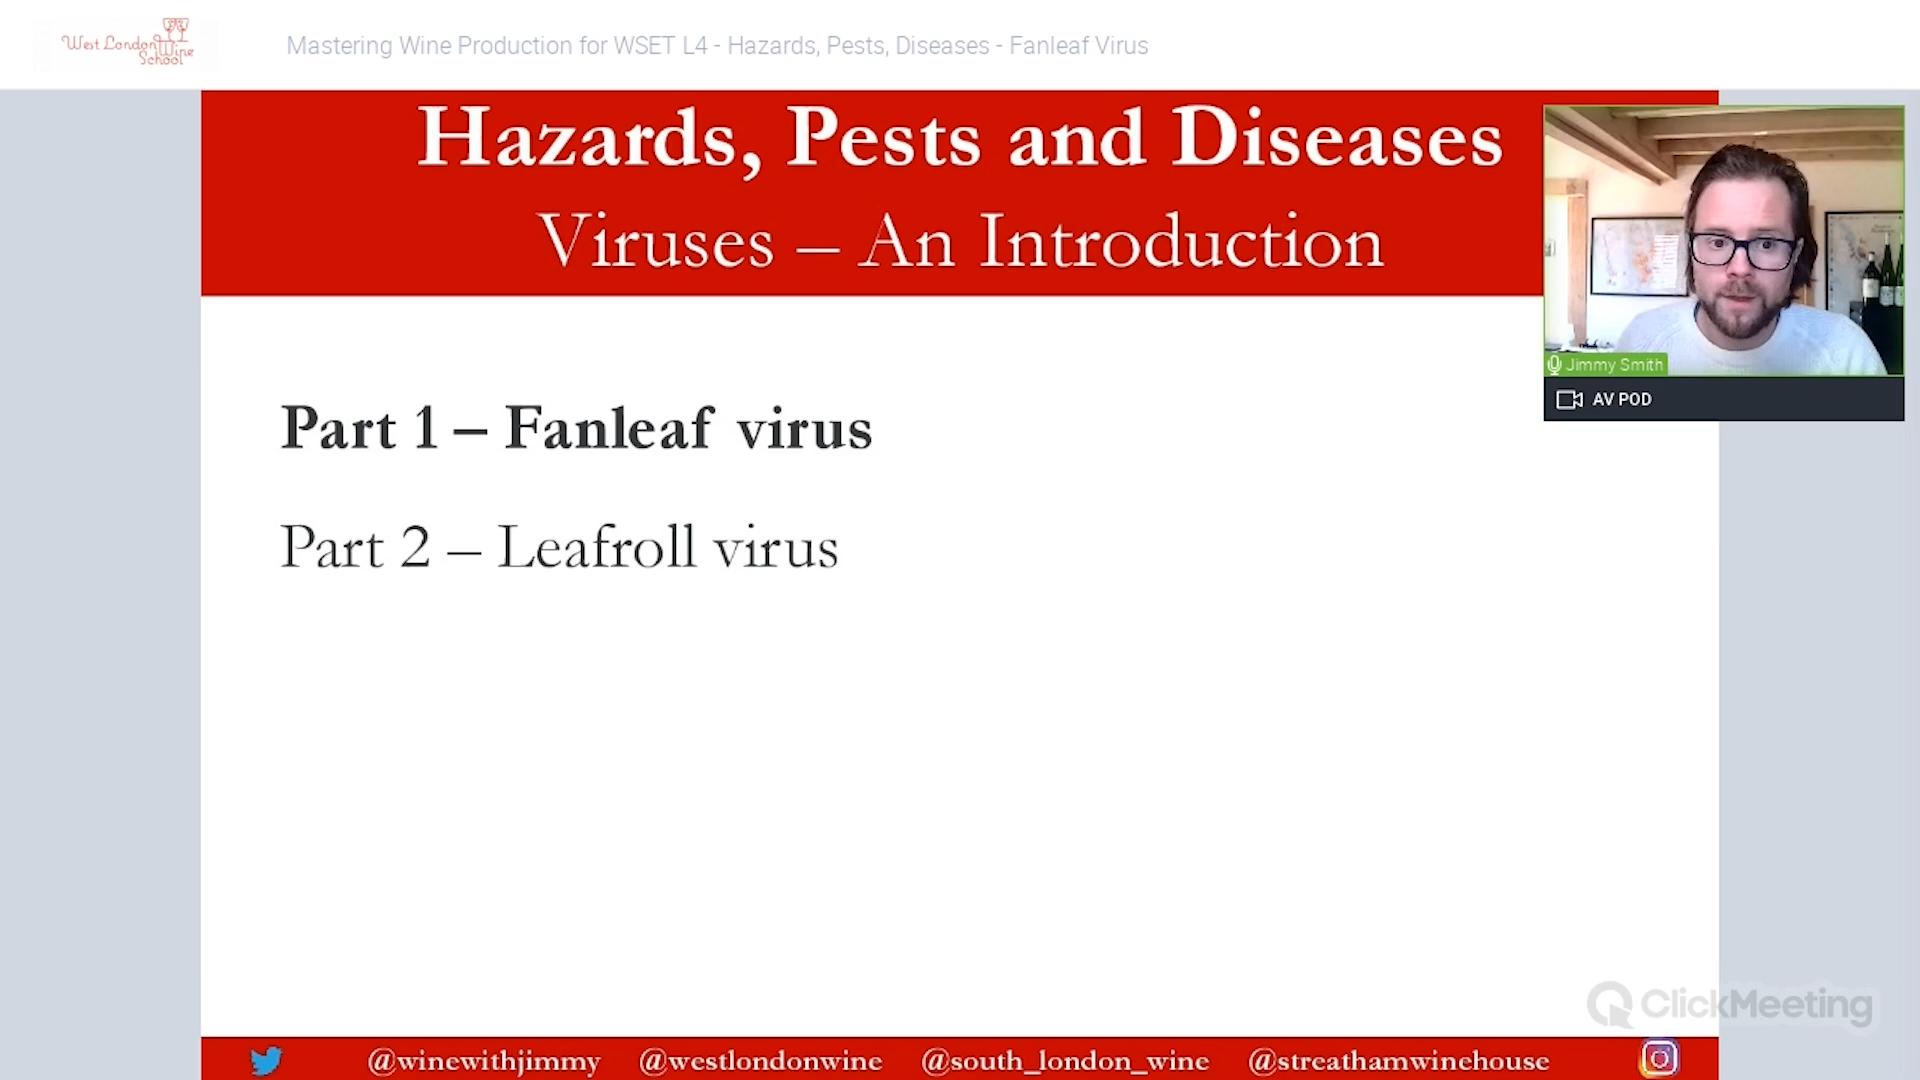 West London Wine School
Mastering Wine Production for WSET L4 - Hazards, Pests, Diseases - Fanleaf Virus
Hazards, Pests and Diseases
Viruses – An Introduction
Jimmy Smith
AV POD
Part 1 – Fanleaf virus
Part 2 – Leafroll virus
ClickMeeting
@winewithjimmy @westlondonwine @south_london_wine @streathamwinehouse